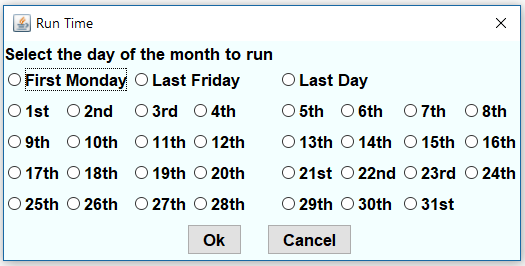 Run Time
Select the day of the month to run
First Monday Last Friday Last Day
1st 2nd 3rd 4th 5th 6th 7th 8th
9th 10th 11th 12th 13th 14th 15th 16th
17th 18th 19th 20th 21st 22nd 23rd 24th
25th 26th 27th 28th 29th 30th 31st
Ok Cancel